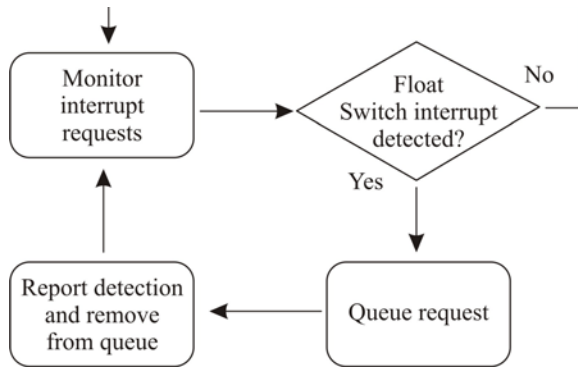 Monitor
interrupt
requests
Float
Switch interrupt
detected?
No
Yes
Queue request
Report detection
and remove
from queue